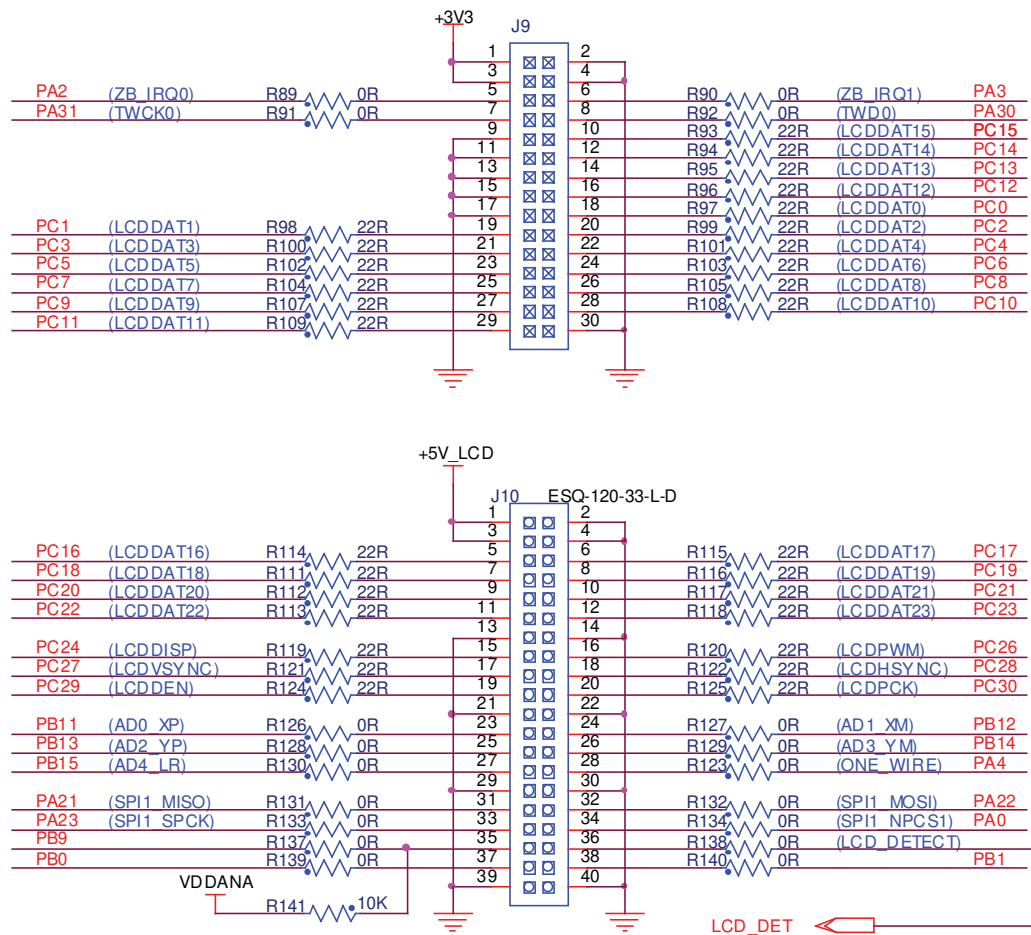 +3V3 J9
1 2
3 4
PA2 (ZB_IRQ0) R89 0R 5 6 R90 0R (ZB_IRQ1) PA3
PA31 (TWCK0) R91 0R 7 8 R92 0R (TWD0) PA30
9 10 R93 22R (LCDDAT15) PC15
11 12 R94 22R (LCDDAT14) PC14
13 14 R95 22R (LCDDAT13) PC13
15 16 R96 22R (LCDDAT12) PC12
17 18 R97 22R (LCDDAT0) PC0
PC1 (LCDDAT1) R98 22R 19 20 R99 22R (LCDDAT2) PC2
PC3 (LCDDAT3) R100 22R 21 22 R101 22R (LCDDAT4) PC4
PC5 (LCDDAT5) R102 22R 23 24 R103 22R (LCDDAT6) PC6
PC7 (LCDDAT7) R104 22R 25 26 R105 22R (LCDDAT8) PC8
PC9 (LCDDAT9) R107 22R 27 28 R108 22R (LCDDAT10) PC10
PC11 (LCDDAT11) R109 22R 29 30
+5V_LCD
J10 ESQ-120-33-L-D
1 2
3 4
PC16 (LCDDAT16) R114 22R 5 6 R115 22R (LCDDAT17) PC17
PC18 (LCDDAT18) R111 22R 7 8 R116 22R (LCDDAT19) PC19
PC20 (LCDDAT20) R112 22R 9 10 R117 22R (LCDDAT21) PC21
PC22 (LCDDAT22) R113 22R 11 12 R118 22R (LCDDAT23) PC23
13 14
PC24 (LCDDISP) R119 22R 15 16 R120 22R (LCDPWM) PC26
PC27 (LCDVSYNC) R121 22R 17 18 R122 22R (LCDHSYNC) PC28
PC29 (LCDDEN) R124 22R 19 20 R125 22R (LCDPCK) PC30
21 22
PB11 (AD0_XP) R126 0R 23 24 R127 0R (AD1_XM) PB12
PB13 (AD2_YP) R128 0R 25 26 R129 0R (AD3_YM) PB14
PB15 (AD4_LR) R130 0R 27 28 R123 0R (ONE_WIRE) PA4
29 30
PA21 (SPI1_MISO) R131 0R 31 32 R132 0R (SPI1_MOSI) PA22
PA23 (SPI1_SPCK) R133 0R 33 34 R134 0R (SPI1_NPCS1) PA0
PB9 R137 0R 35 36 R138 0R (LCD_DETECT)
PB0 R139 0R 37 38 R140 0R PB1
VDDANA 39 40
R141 10K
LCD_DET